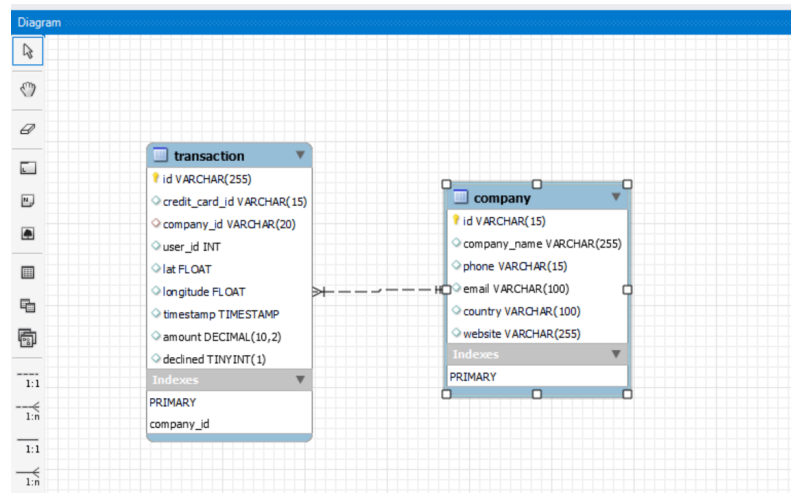 Diagram
transaction
id VARCHAR(255)
credit_card_id VARCHAR(15)
company_id VARCHAR(20)
user_id INT
lat FLOAT
longitude FLOAT
timestamp TIMESTAMP
amount DECIMAL(10,2)
declined TINYINT(1)
Indexes
PRIMARY
company_id
company
id VARCHAR(15)
company_name VARCHAR(255)
phone VARCHAR(15)
email VARCHAR(100)
country VARCHAR(100)
website VARCHAR(255)
Indexes
PRIMARY
1:1
1:n
1:1
1:n